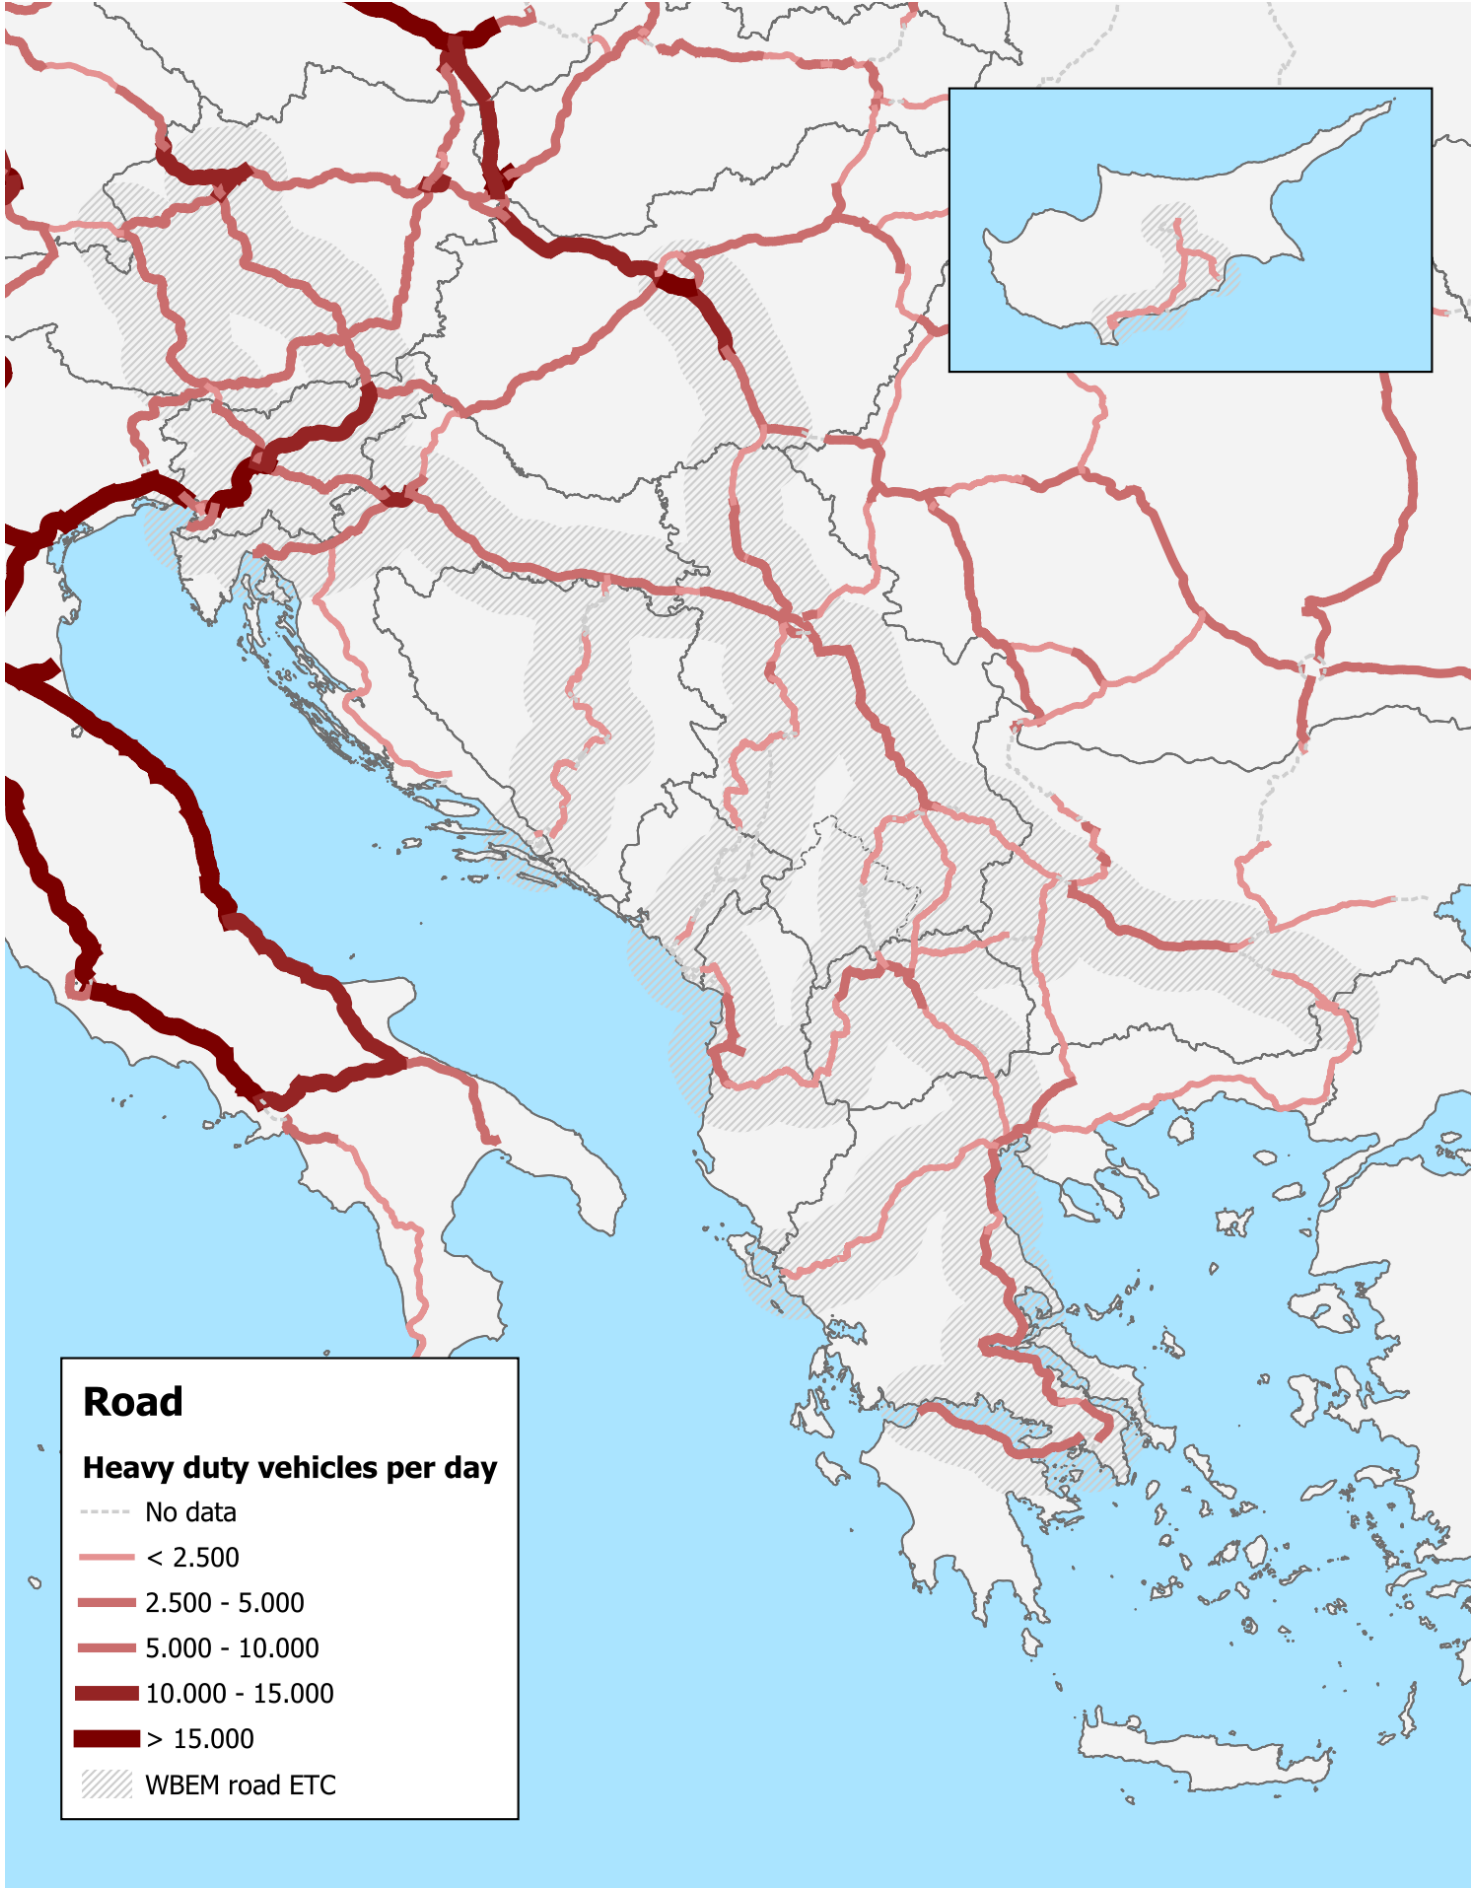 Road
Heavy duty vehicles per day
No data
< 2.500
2.500 - 5.000
5.000 - 10.000
10.000 - 15.000
> 15.000
WBEM road ETC